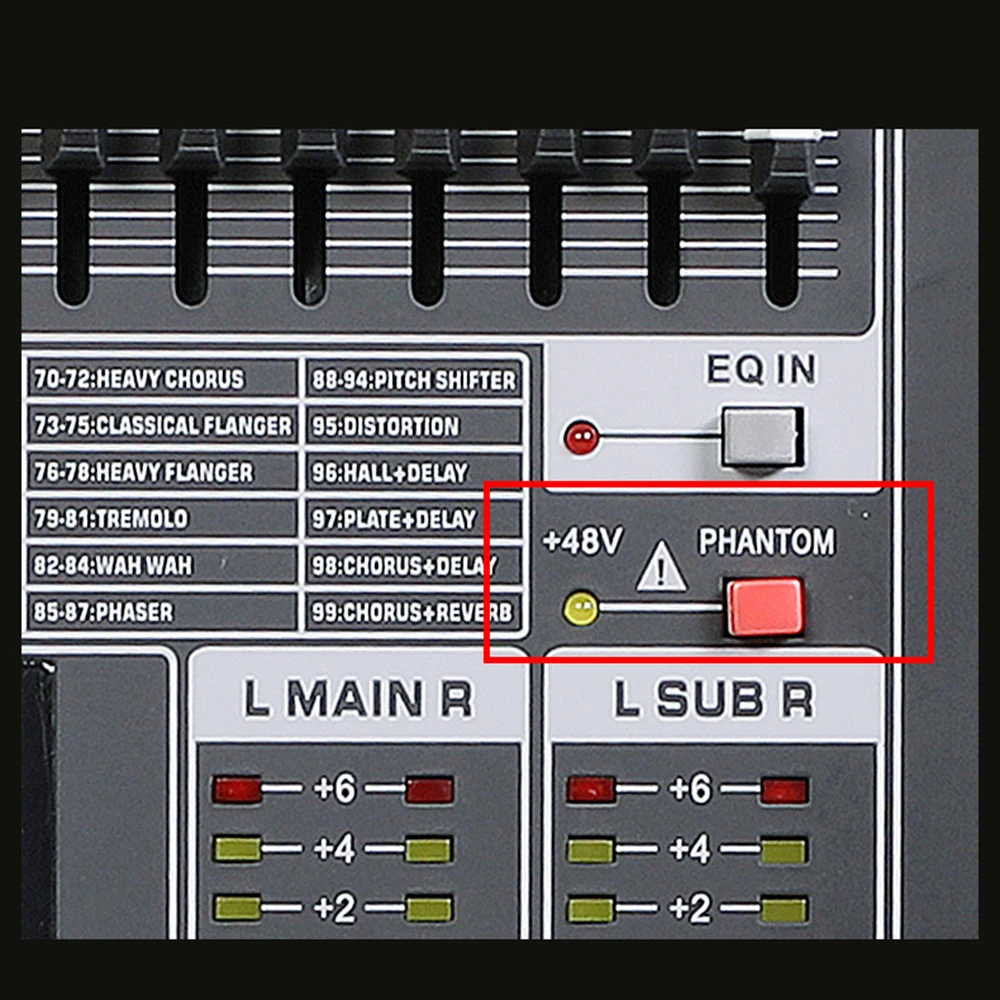 70-72:HEAVY CHORUS
88-94:PITCH SHIFTER
73-75:CLASSICAL FLANGER
95:DISTORTION
76-78:HEAVY FLANGER
96:HALL+DELAY
79-81:TREMOLO
97:PLATE+DELAY
82-84:WAH WAH
98:CHORUS+DELAY
85-87:PHASER
99:CHORUS+REVERB
EQ IN
+48V
!
PHANTOM
L MAIN R
+6
+4
+2
L SUB R
+6
+4
+2